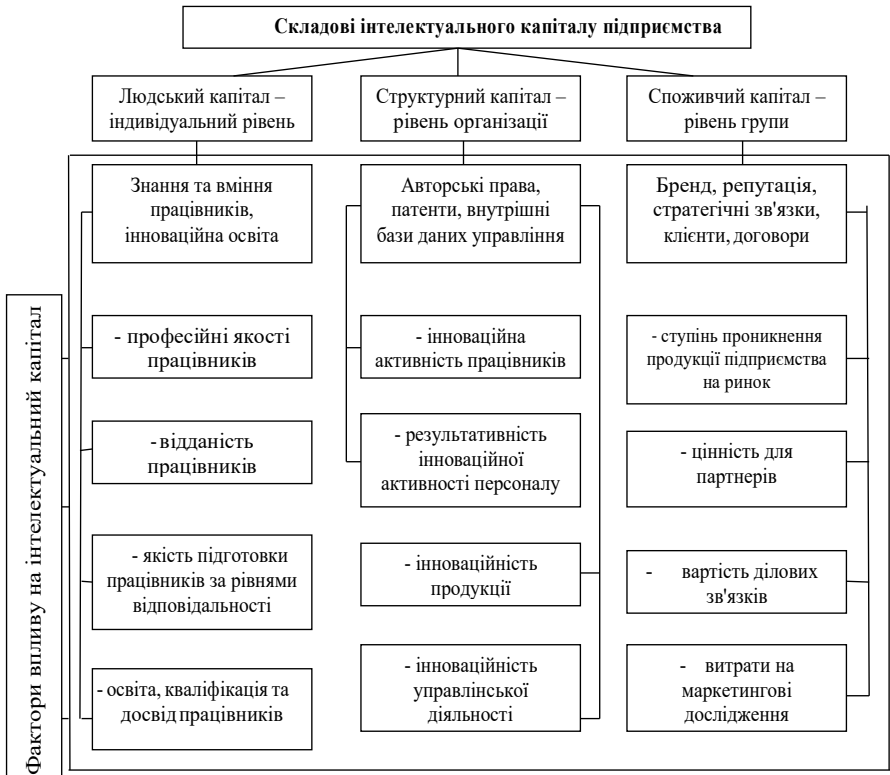 Складові інтелектуального капіталу підприємства
Людський капітал –
індивідуальний рівень
Структурний капітал –
рівень організації
Споживчий капітал –
рівень групи
Знання та вміння
працівників,
інноваційна освіта
Авторські права,
патенти, внутрішні
бази даних управління
Бренд, репутація,
стратегічні зв'язки,
клієнти, договори
Фактори впливу на інтелектуальний капітал
- професійні якості
працівників
- інноваційна
активність працівників
- ступінь проникнення
продукції підприємства
на ринок
- відданість
працівників
- результативність
інноваційної
активності персоналу
- цінність для
партнерів
- якість підготовки
працівників за рівнями
відповідальності
- інноваційність
продукції
- вартість ділових
зв'язків
- освіта, кваліфікація та
досвід працівників
- інноваційність
управлінської
діяльності
- витрати на
маркетингові
дослідження